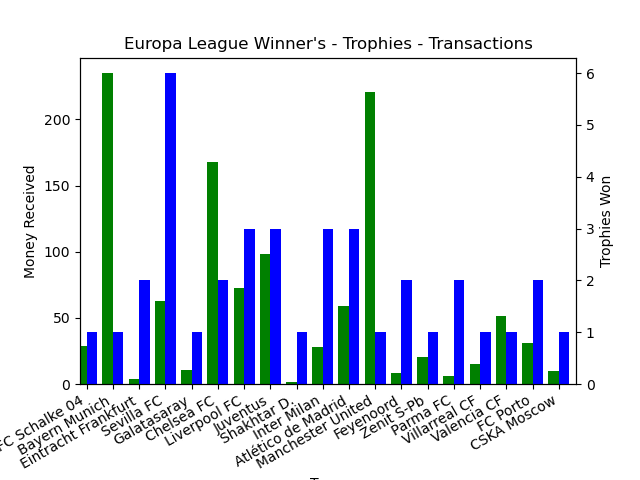 Europa League Winner's - Trophies - Transactions
Money Received
200
150
100
50
0
6
5
4
3
2
1
0
Trophies Won
FC Schalke 04
Bayern Munich
Eintracht Frankfurt
Sevilla FC
Galatasaray
Chelsea FC
Liverpool FC
Juventus
Shakhtar D.
Inter Milan
Atlético de Madrid
Manchester United
Feyenoord
Zenit S-Pb
Parma FC
Villarreal CF
Valencia CF
FC Porto
CSKA Moscow